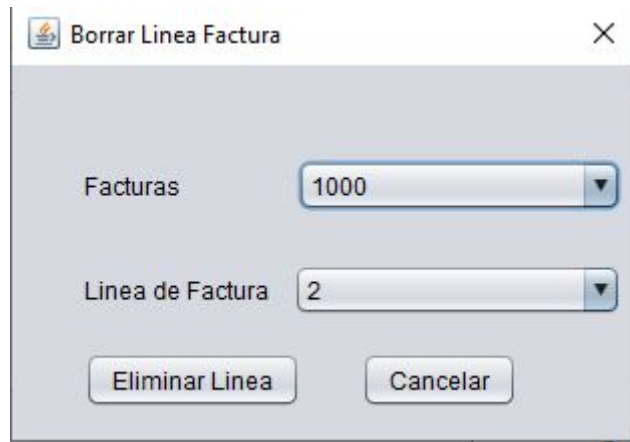 Borrar Linea Factura
Facturas 1000
Linea de Factura 2
Eliminar Linea Cancelar